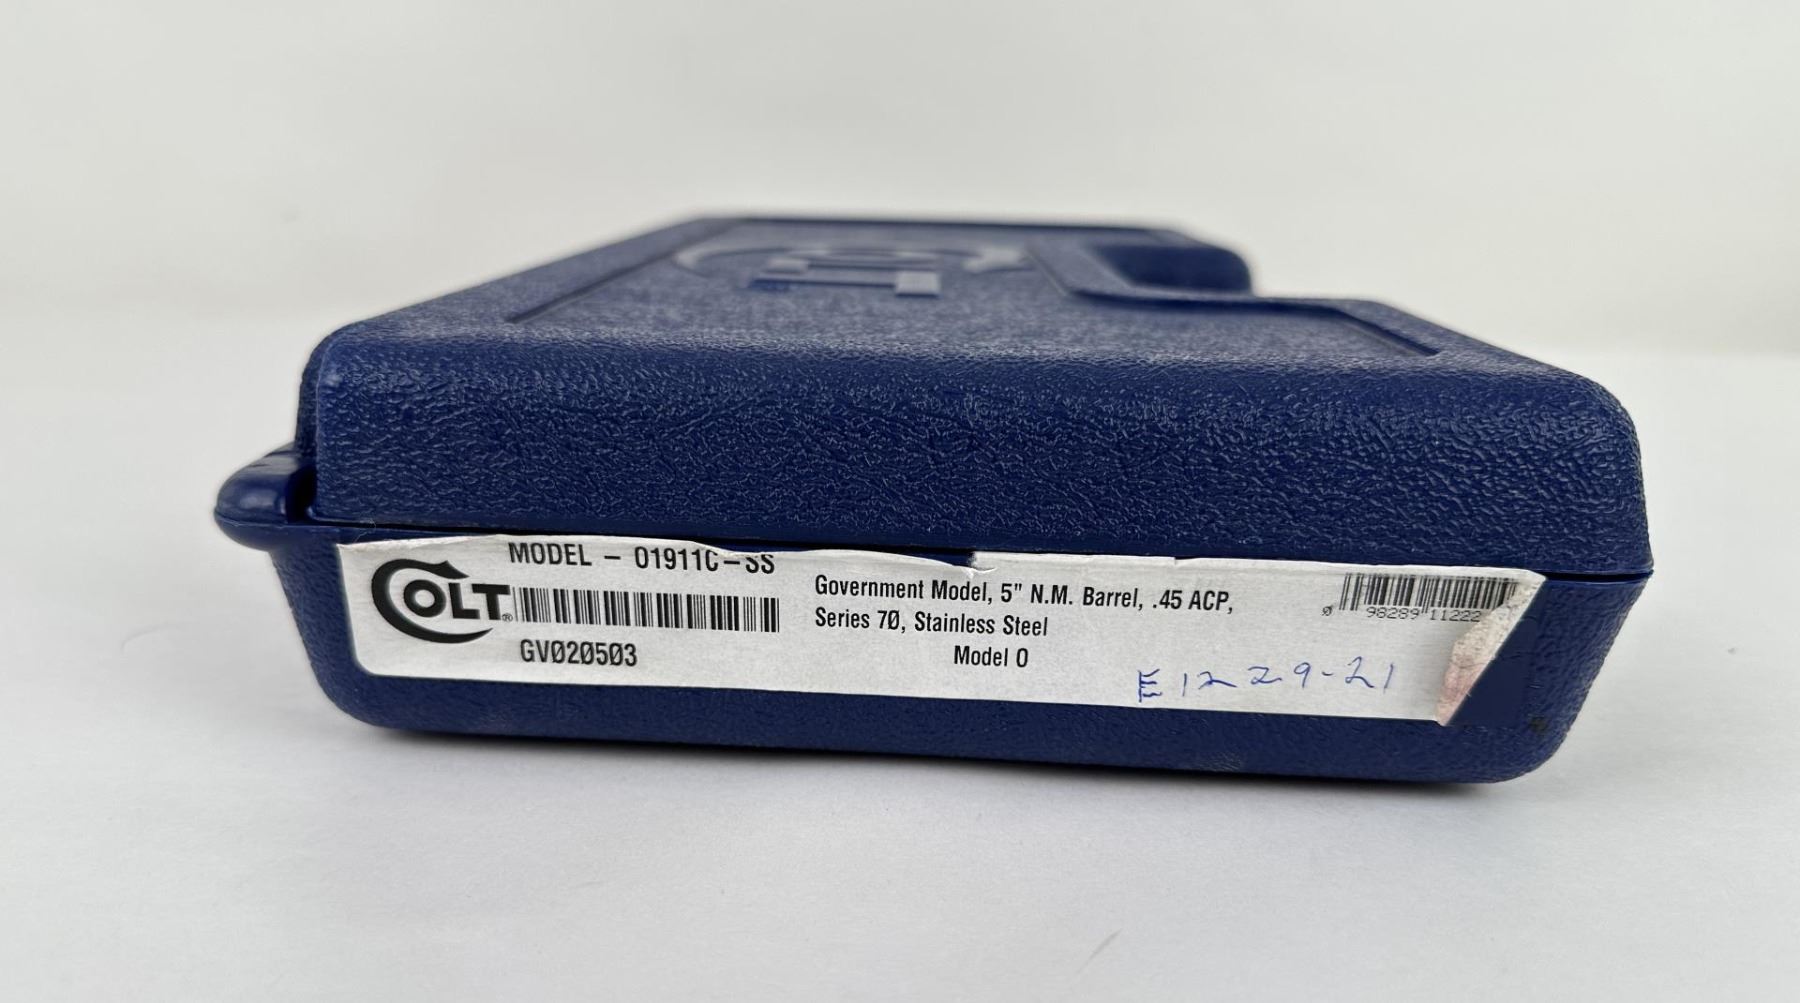 COLT
COLT®
MODEL – O1911C–SS
GVØ2Ø5Ø3
Government Model, 5" N.M. Barrel, .45 ACP,
Series 7Ø, Stainless Steel
Model O
Ø 98289 11222
E 12 29-21